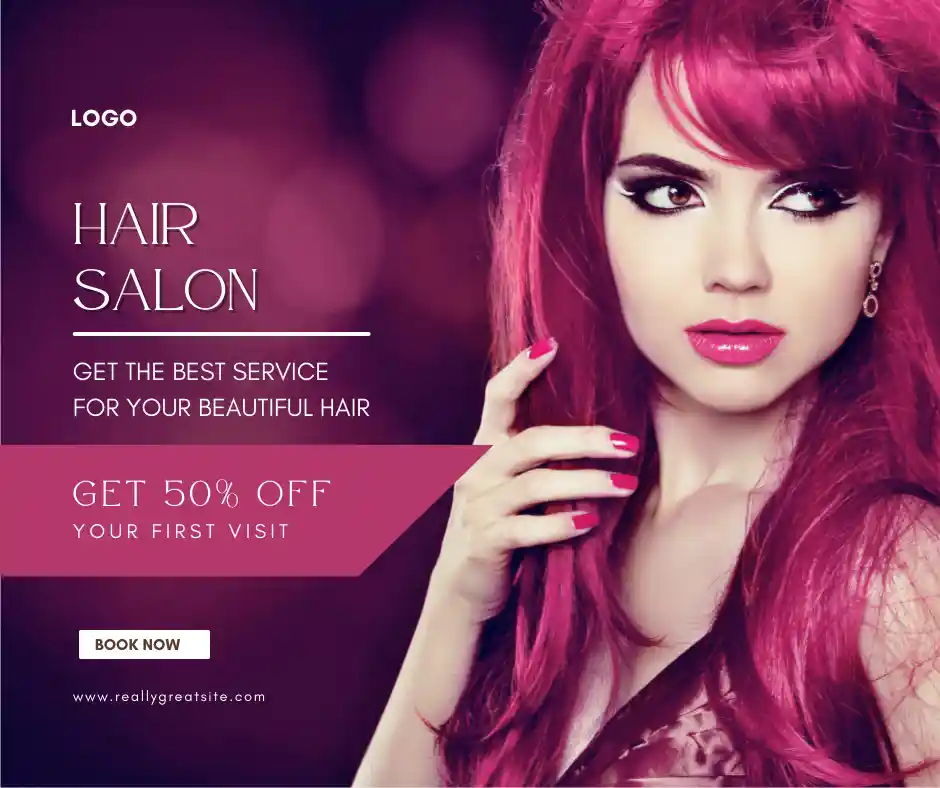 LOGO
HAIR
SALON
GET THE BEST SERVICE
FOR YOUR BEAUTIFUL HAIR
GET 50% OFF
YOUR FIRST VISIT
BOOK NOW
www.reallygreatsite.com